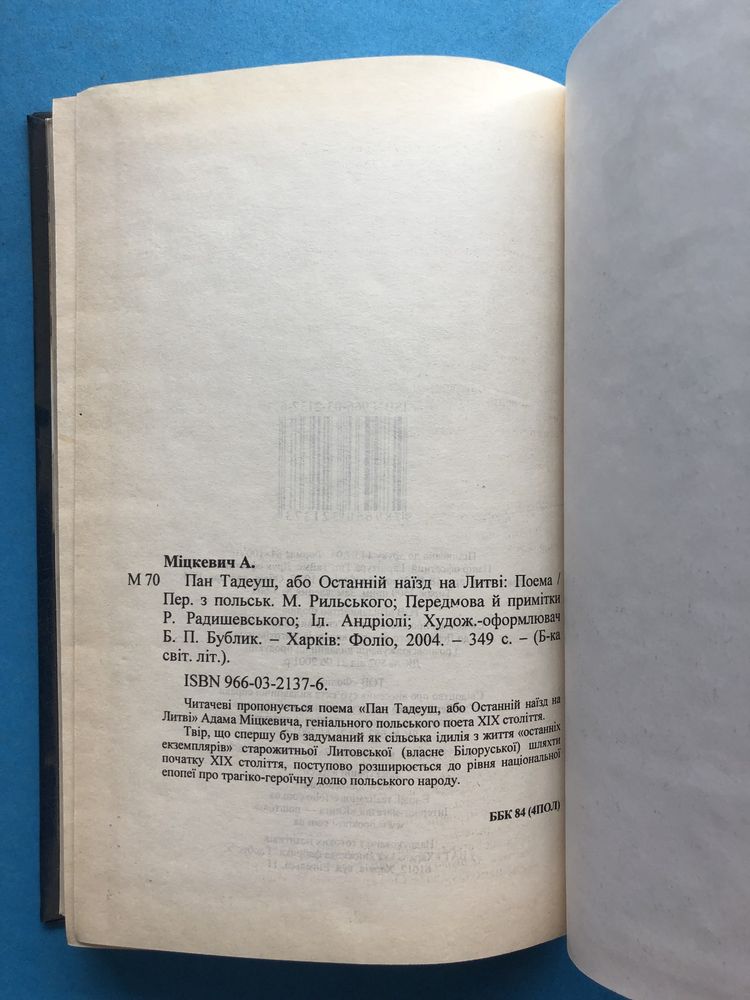 Міцкевич А.
М 70 Пан Тадеуш, або Останній наїзд на Литві: Поема /
Пер. з польськ. М. Рильського; Передмова й примітки
Р. Радишевського; Іл. Андріолі; Худож.-оформлювач
Б. П. Бублик. – Харків: Фоліо, 2004. – 349 с. – (Б-ка
світ. літ.).
ISBN 966-03-2137-6.
Читачеві пропонується поема «Пан Тадеуш, або Останній наїзд на
Литві» Адама Міцкевича, геніального польського поета XIX століття.
Твір, що спершу був задуманий як сільська ідилія з життя «останніх
екземплярів» старожитної Литовської (власне Білоруської) шляхти
початку XIX століття, поступово розширюється до рівня національної
епопеї про трагіко-героїчну долю польського народу.
ББК 84 (4ПОЛ)